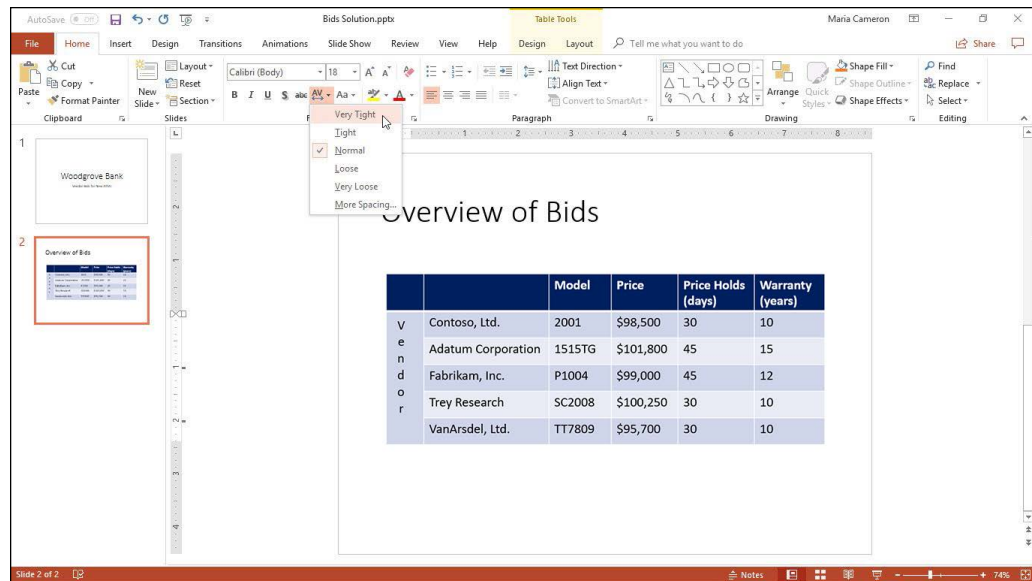 AutoSave Off Bids Solution.pptx Table Tools Maria Cameron
File Home Insert Design Transitions Animations Slide Show Review View Help Design Layout Tell me what you want to do Share
Paste
Cut
Copy
Format Painter
Clipboard
New Slide
Layout
Reset
Section
Slides
Calibri (Body) 18
B I U S abc AV Aa A
Very Tight
Tight
Normal
Loose
Very Loose
More Spacing...
Text Direction
Align Text
Convert to SmartArt
Paragraph
Arrange
Quick Styles
Shape Fill
Shape Outline
Shape Effects
Drawing
Find
Replace
Select
Editing
1
Woodgrove Bank
2
Overview of Bids
Overview of Bids
Model Price Price Holds (days) Warranty (years)
Vendor
Contoso, Ltd. 2001 $98,500 30 10
Adatum Corporation 1515TG $101,800 45 15
Fabrikam, Inc. P1004 $99,000 45 12
Trey Research SC2008 $100,250 30 10
VanArsdel, Ltd. TT7809 $95,700 30 10
Slide 2 of 2 Notes 74%